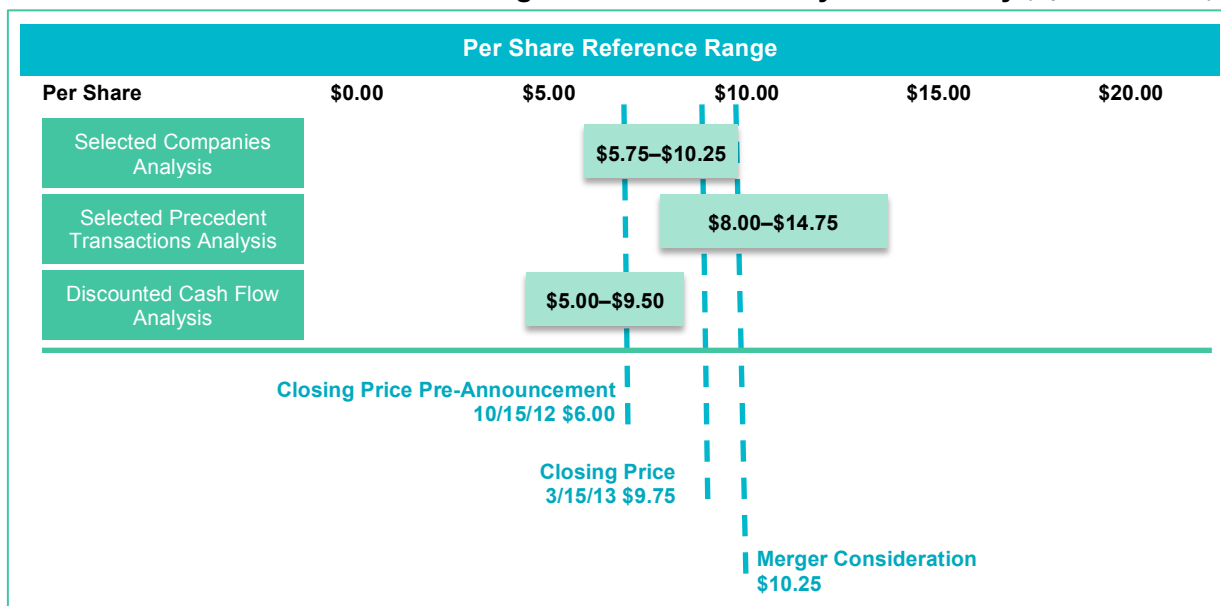 Per Share Reference Range
Per Share $0.00 $5.00 $10.00 $15.00 $20.00
Selected Companies
Analysis
$5.75–$10.25
Selected Precedent
Transactions Analysis
$8.00–$14.75
Discounted Cash Flow
Analysis
$5.00–$9.50
Closing Price Pre-Announcement
10/15/12 $6.00
Closing Price
3/15/13 $9.75
Merger Consideration
$10.25